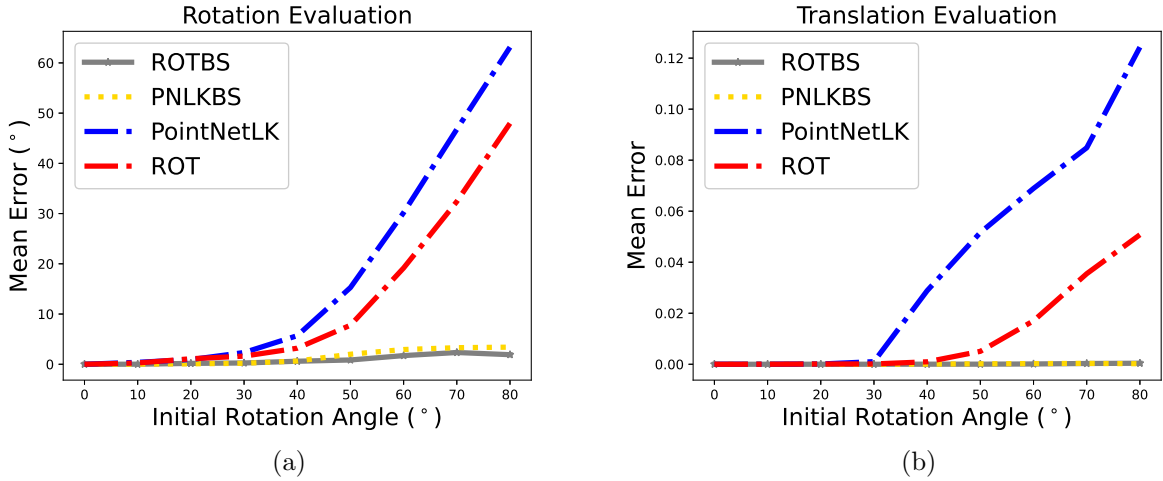 Rotation Evaluation
ROTBS
PNLKBS
PointNetLK
ROT
Mean Error (°)
60
50
40
30
20
10
0
0 10 20 30 40 50 60 70 80
Initial Rotation Angle (°)
(a)
Translation Evaluation
ROTBS
PNLKBS
PointNetLK
ROT
Mean Error
0.12
0.10
0.08
0.06
0.04
0.02
0.00
0 10 20 30 40 50 60 70 80
Initial Rotation Angle (°)
(b)